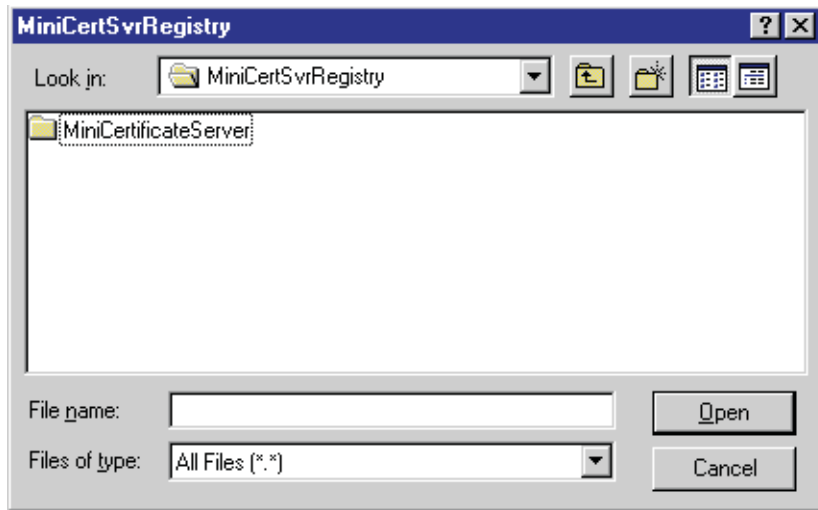 MiniCertSvrRegistry
Look in: MiniCertSvrRegistry
MiniCertificateServer
File name: Open
Files of type: All Files (*.*) Cancel